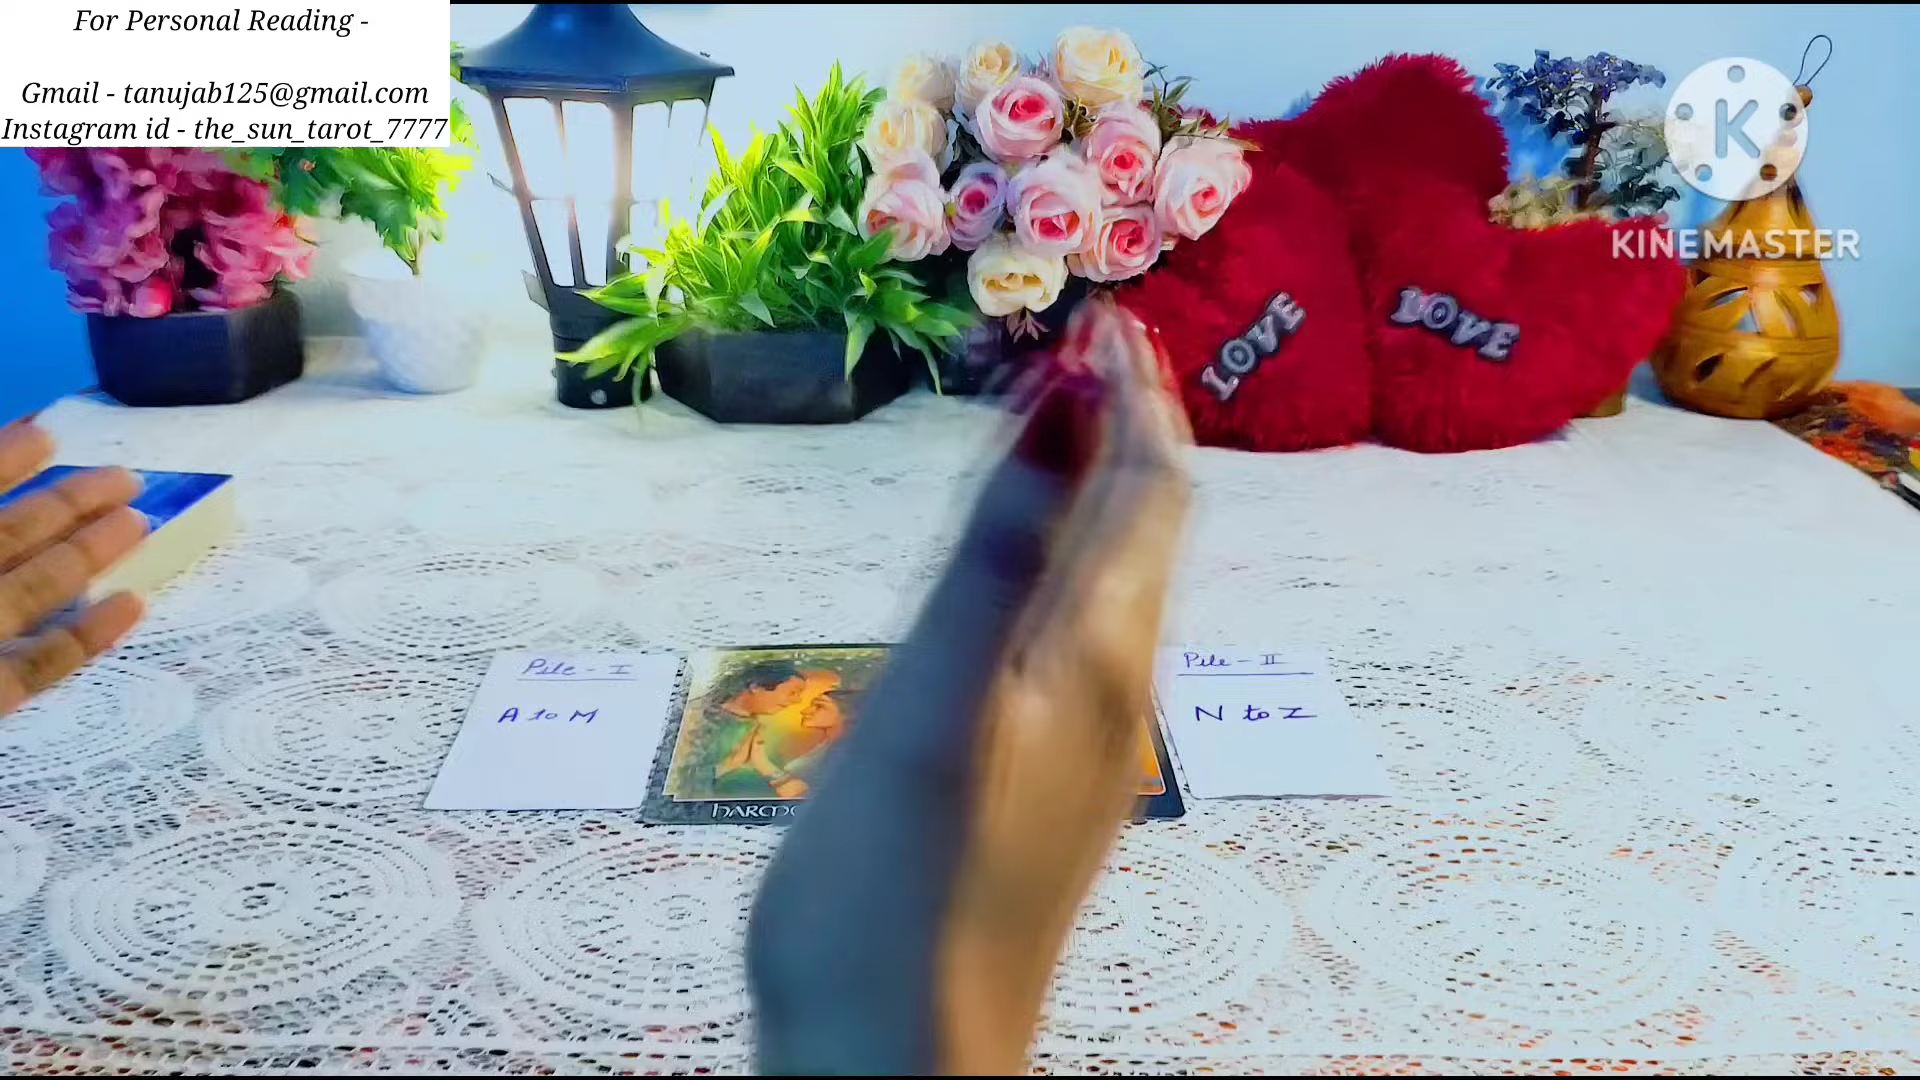 For Personal Reading -
Gmail - tanujab125@gmail.com
Instagram id - the_sun_tarot_7777
K
KINEMASTER
LOVE
LOVE
Pile - I
A to M
Pile - II
N to Z